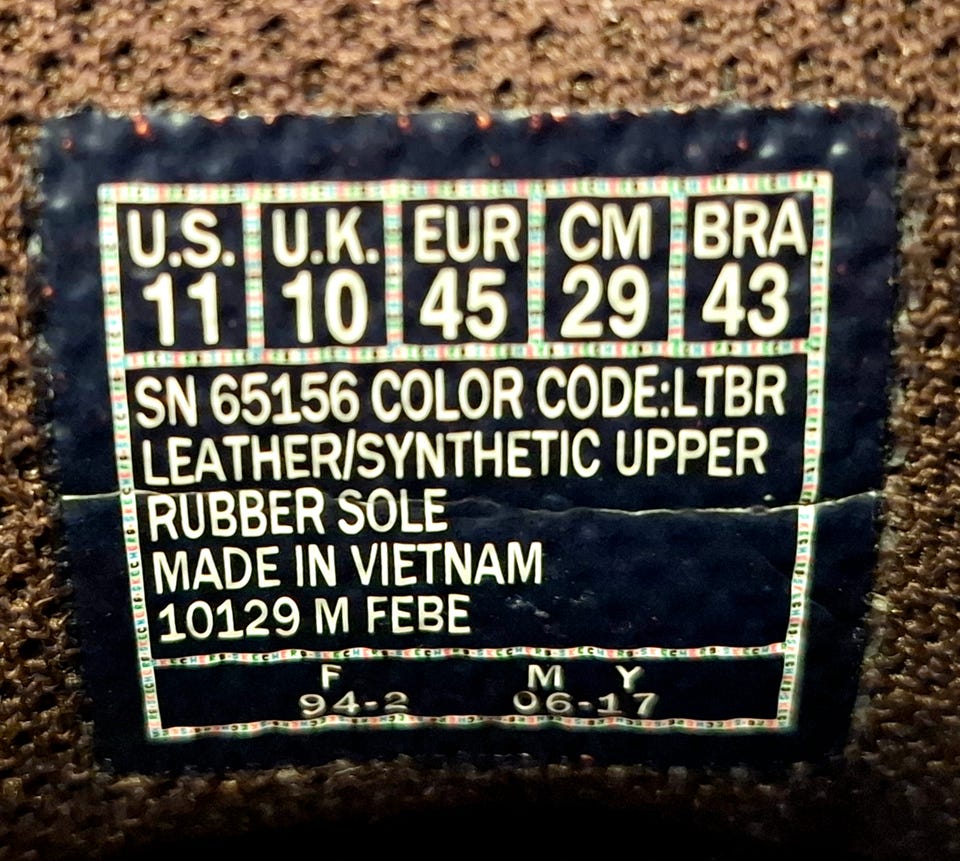 U.S. U.K. EUR CM BRA
11 10 45 29 43
SN 65156 COLOR CODE:LTBR
LEATHER/SYNTHETIC UPPER
RUBBER SOLE
MADE IN VIETNAM
10129 M FEBE
F M Y
94-2 06-17